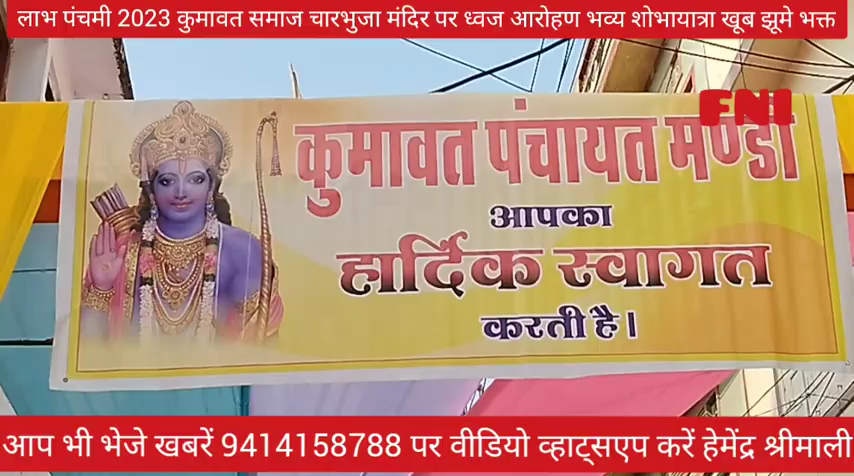 लाभ पंचमी 2023 कुमावत समाज चारभुजा मंदिर पर ध्वज आरोहण भव्य शोभायात्रा खूब झूमे भक्त
FNI
कुमावत पंचायत मण्डी
आपका
हार्दिक स्वागत
करती है।
आप भी भेजे खबरें 9414158788 पर वीडियो व्हाट्सएप करें हेमेंद्र श्रीमाली